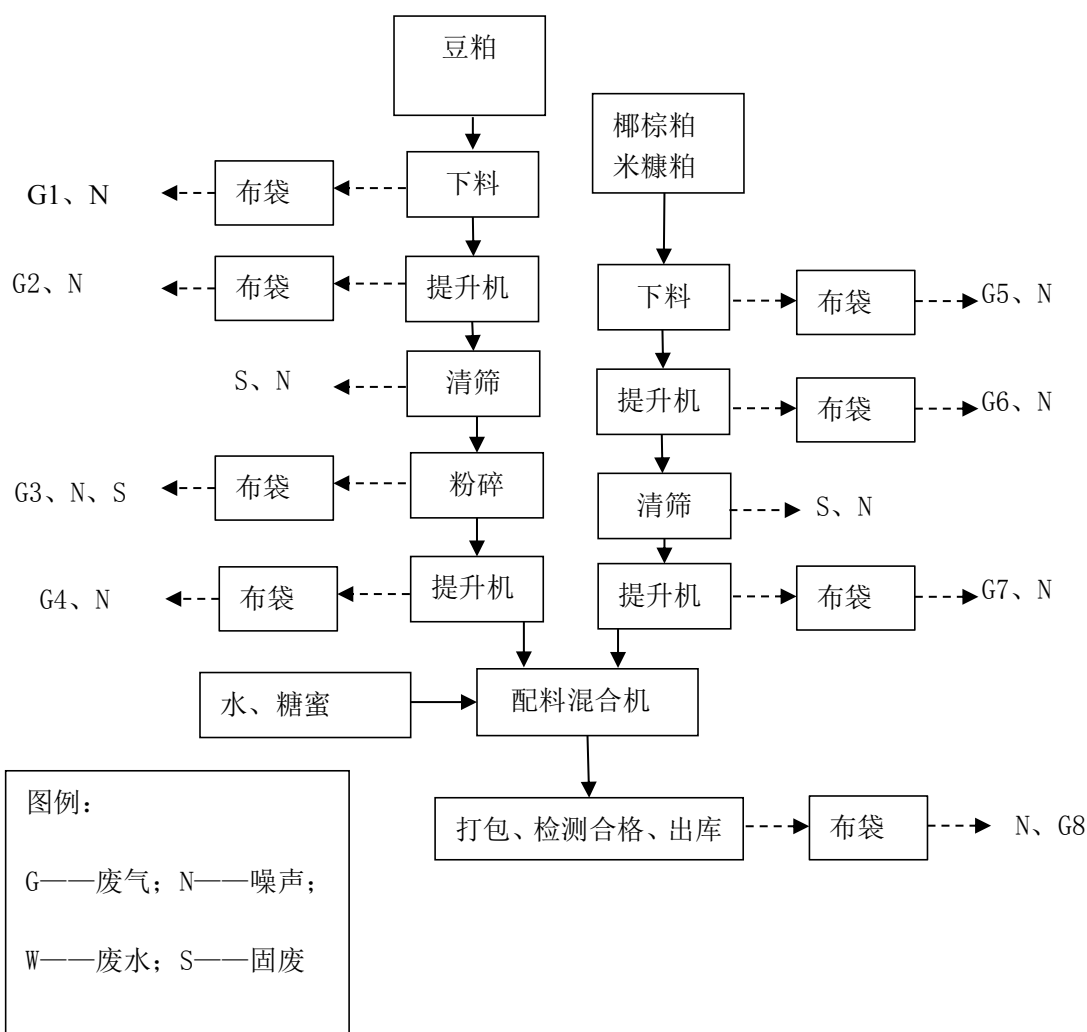 豆粕
椰棕粕
米糠粕
G1、N
布袋
下料
G2、N
布袋
提升机
下料
布袋
G5、N
S、N
清筛
提升机
布袋
G6、N
G3、N、S
布袋
粉碎
清筛
S、N
G4、N
布袋
提升机
提升机
布袋
G7、N
水、糖蜜
配料混合机
打包、检测合格、出库
布袋
N、G8
图例：
G——废气；N——噪声；
W——废水；S——固废